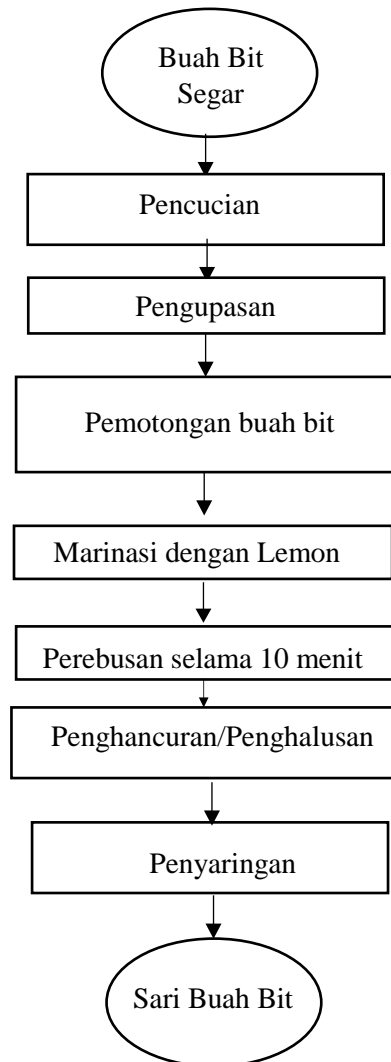 Buah Bit
Segar
Pencucian
Pengupasan
Pemotongan buah bit
Marinasi dengan Lemon
Perebusan selama 10 menit
Penghancuran/Penghalusan
Penyaringan
Sari Buah Bit